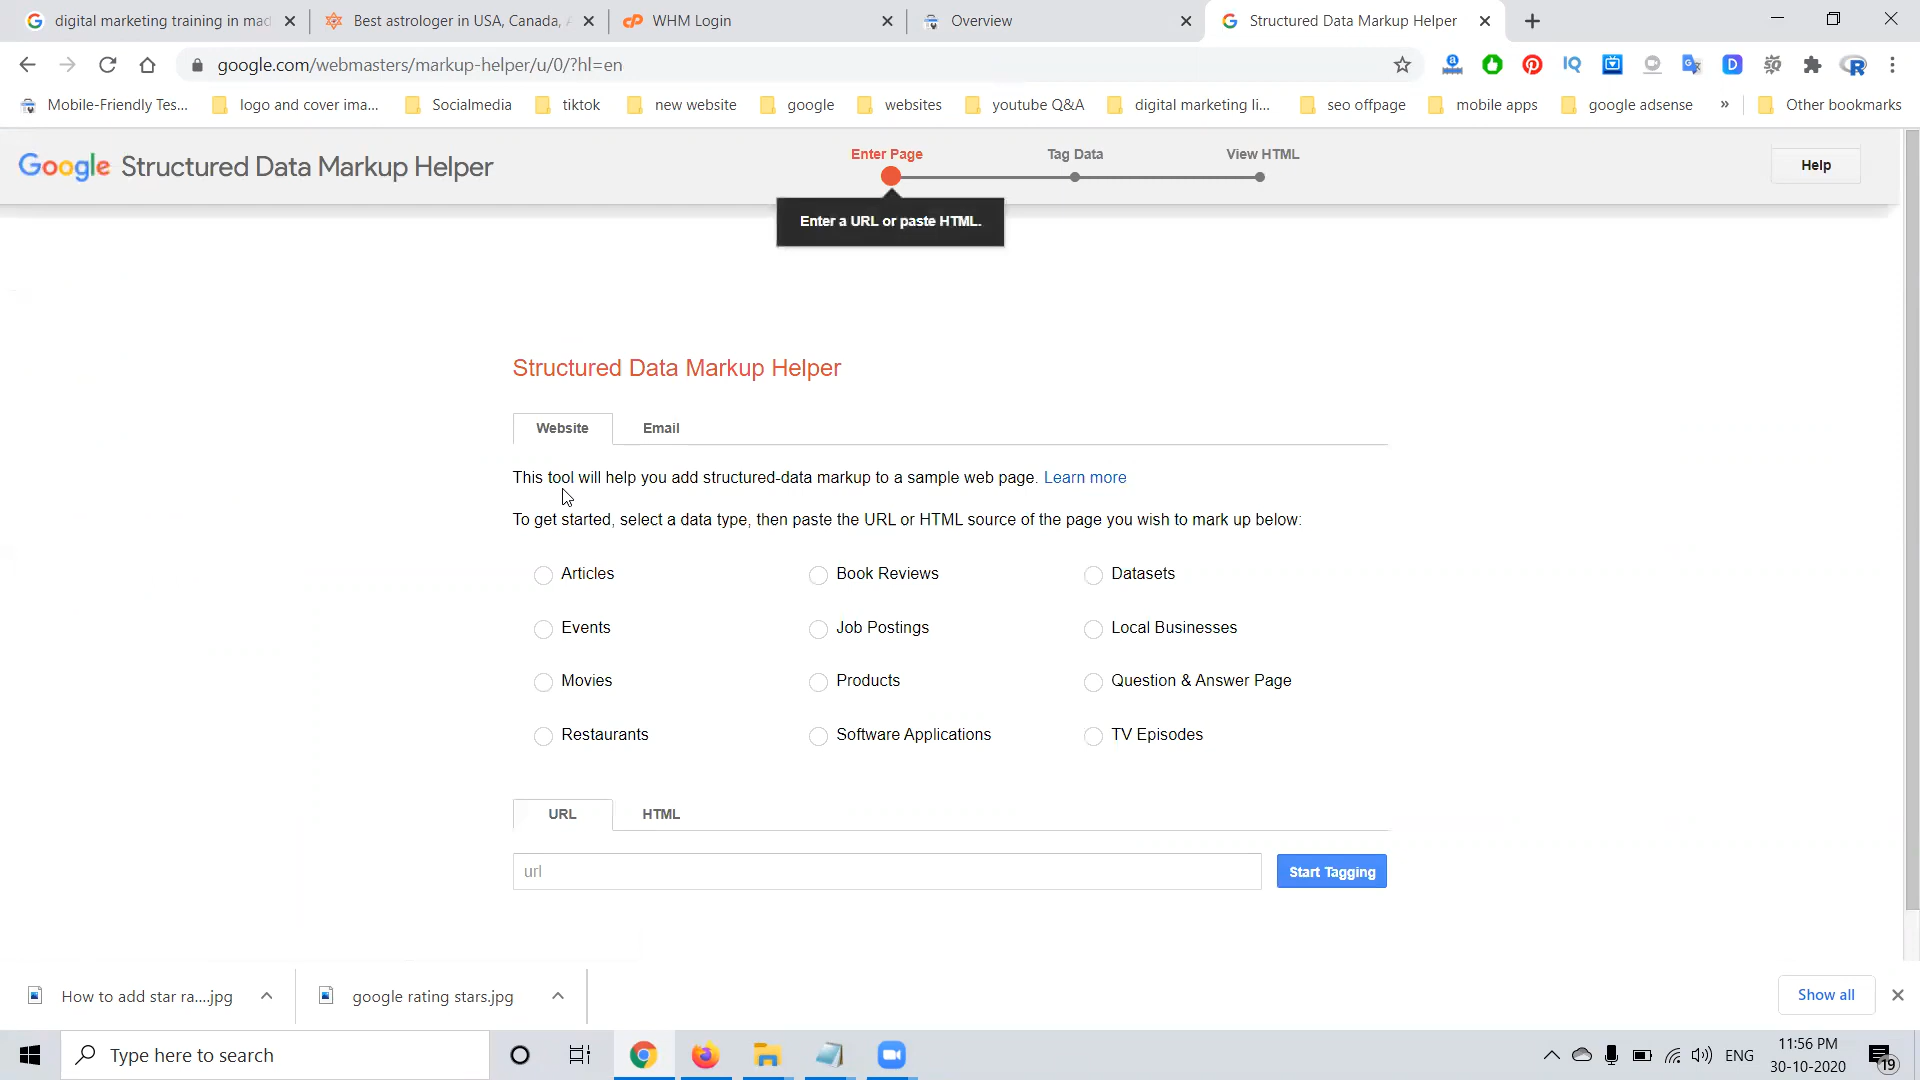 digital marketing training in mad
Best astrologer in USA, Canada, A
WHM Login
Overview
Structured Data Markup Helper
google.com/webmasters/markup-helper/u/0/?hl=en
Mobile-Friendly Tes...
logo and cover ima...
Socialmedia
tiktok
new website
google
websites
youtube Q&A
digital marketing li...
seo offpage
mobile apps
google adsense
»
Other bookmarks
Google Structured Data Markup Helper
Enter Page
Tag Data
View HTML
Help
Enter a URL or paste HTML.
Structured Data Markup Helper
Website
Email
This tool will help you add structured-data markup to a sample web page. Learn more
To get started, select a data type, then paste the URL or HTML source of the page you wish to mark up below:
Articles
Book Reviews
Datasets
Events
Job Postings
Local Businesses
Movies
Products
Question & Answer Page
Restaurants
Software Applications
TV Episodes
URL
HTML
url
Start Tagging
How to add star ra....jpg
google rating stars.jpg
Show all
Type here to search
ENG
11:56 PM
30-10-2020
19